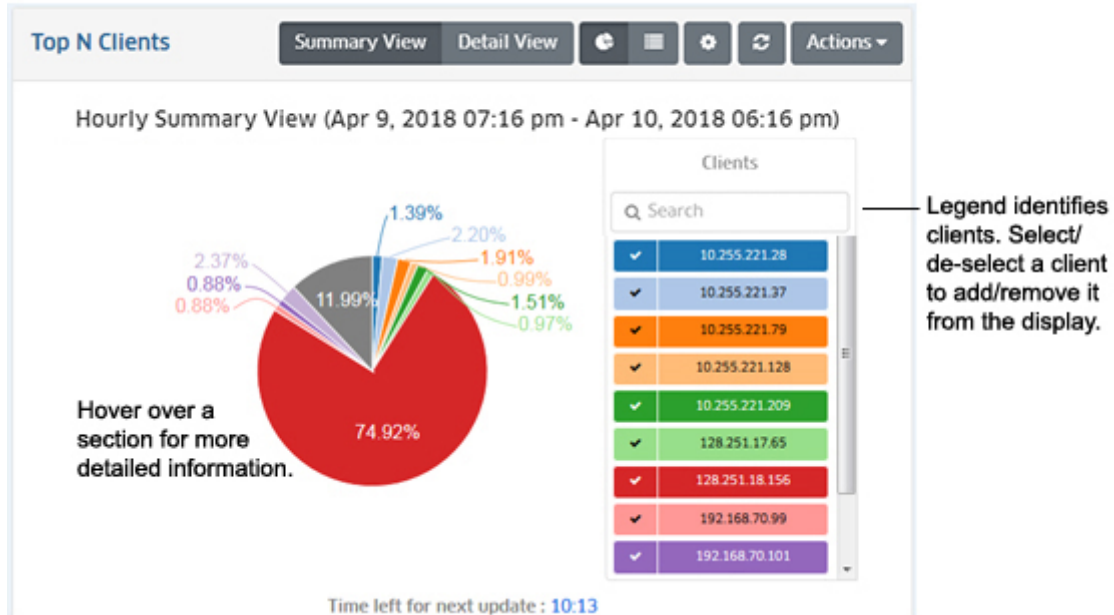 Top N Clients
Summary View
Detail View
Actions
Hourly Summary View (Apr 9, 2018 07:16 pm - Apr 10, 2018 06:16 pm)
1.39%
2.20%
1.91%
0.99%
1.51%
0.97%
2.37%
0.88%
0.88%
11.99%
74.92%
Hover over a
section for more
detailed information.
Clients
Search
10.255.221.28
10.255.221.37
10.255.221.79
10.255.221.128
10.255.221.209
128.251.17.65
128.251.18.156
192.168.70.99
192.168.70.101
Legend identifies
clients. Select/
de-select a client
to add/remove it
from the display.
Time left for next update : 10:13